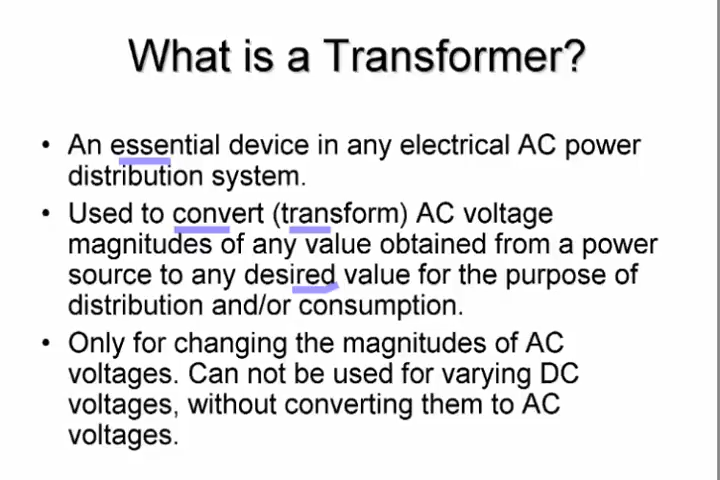 What is a Transformer?
• An essential device in any electrical AC power
distribution system.
• Used to convert (transform) AC voltage
magnitudes of any value obtained from a power
source to any desired value for the purpose of
distribution and/or consumption.
• Only for changing the magnitudes of AC
voltages. Can not be used for varying DC
voltages, without converting them to AC
voltages.